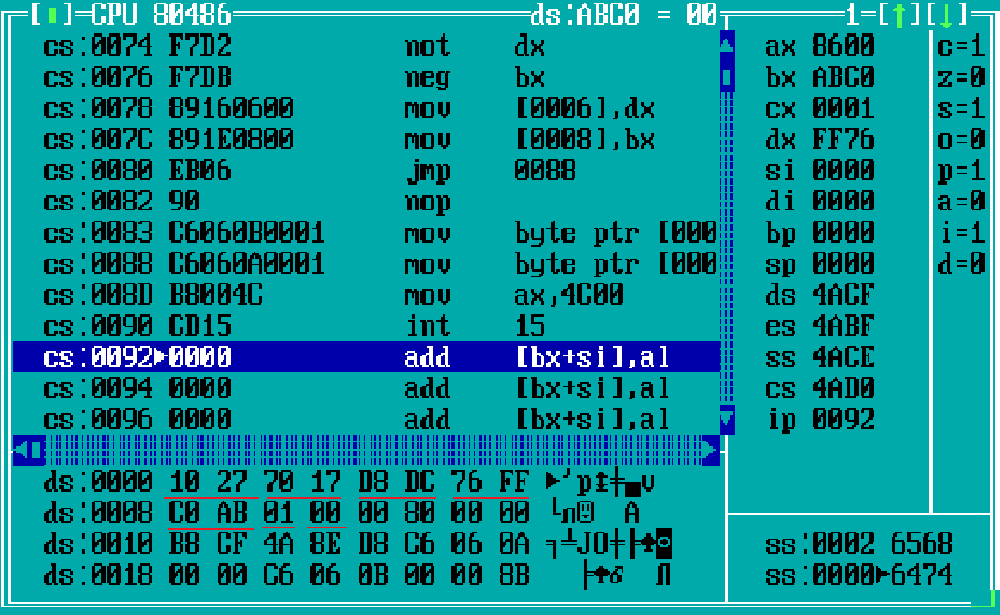 [▮]=CPU 80486 ds:ABC0 = 00 1=[↑][↓]
cs:0074 F7D2 not dx ax 8600 c=1
cs:0076 F7DB neg bx bx ABC0 z=0
cs:0078 89160600 mov [0006],dx cx 0001 s=1
cs:007C 891E0800 mov [0008],bx dx FF76 o=0
cs:0080 EB06 jmp 0088 si 0000 p=1
cs:0082 90 nop di 0000 a=0
cs:0083 C6060B0001 mov byte ptr [000 bp 0000 i=1
cs:0088 C6060A0001 mov byte ptr [000 sp 0000 d=0
cs:008D B8004C mov ax,4C00 ds 4ACF
cs:0090 CD15 int 15 es 4ABF
cs:0092►0000 add [bx+si],al ss 4ACE
cs:0094 0000 add [bx+si],al cs 4AD0
cs:0096 0000 add [bx+si],al ip 0092
ds:0000 10 27 70 17 D8 DC 76 FF ►'p↨╪▄v
ds:0008 C0 AB 01 00 00 80 00 00 └л☺ А
ds:0010 B8 CF 4A 8E D8 C6 06 0A ╕╧JО╪╞♠◙ ss:0002 6568
ds:0018 00 00 C6 06 0B 00 00 8B ╞♠♂ Л ss:0000►6474